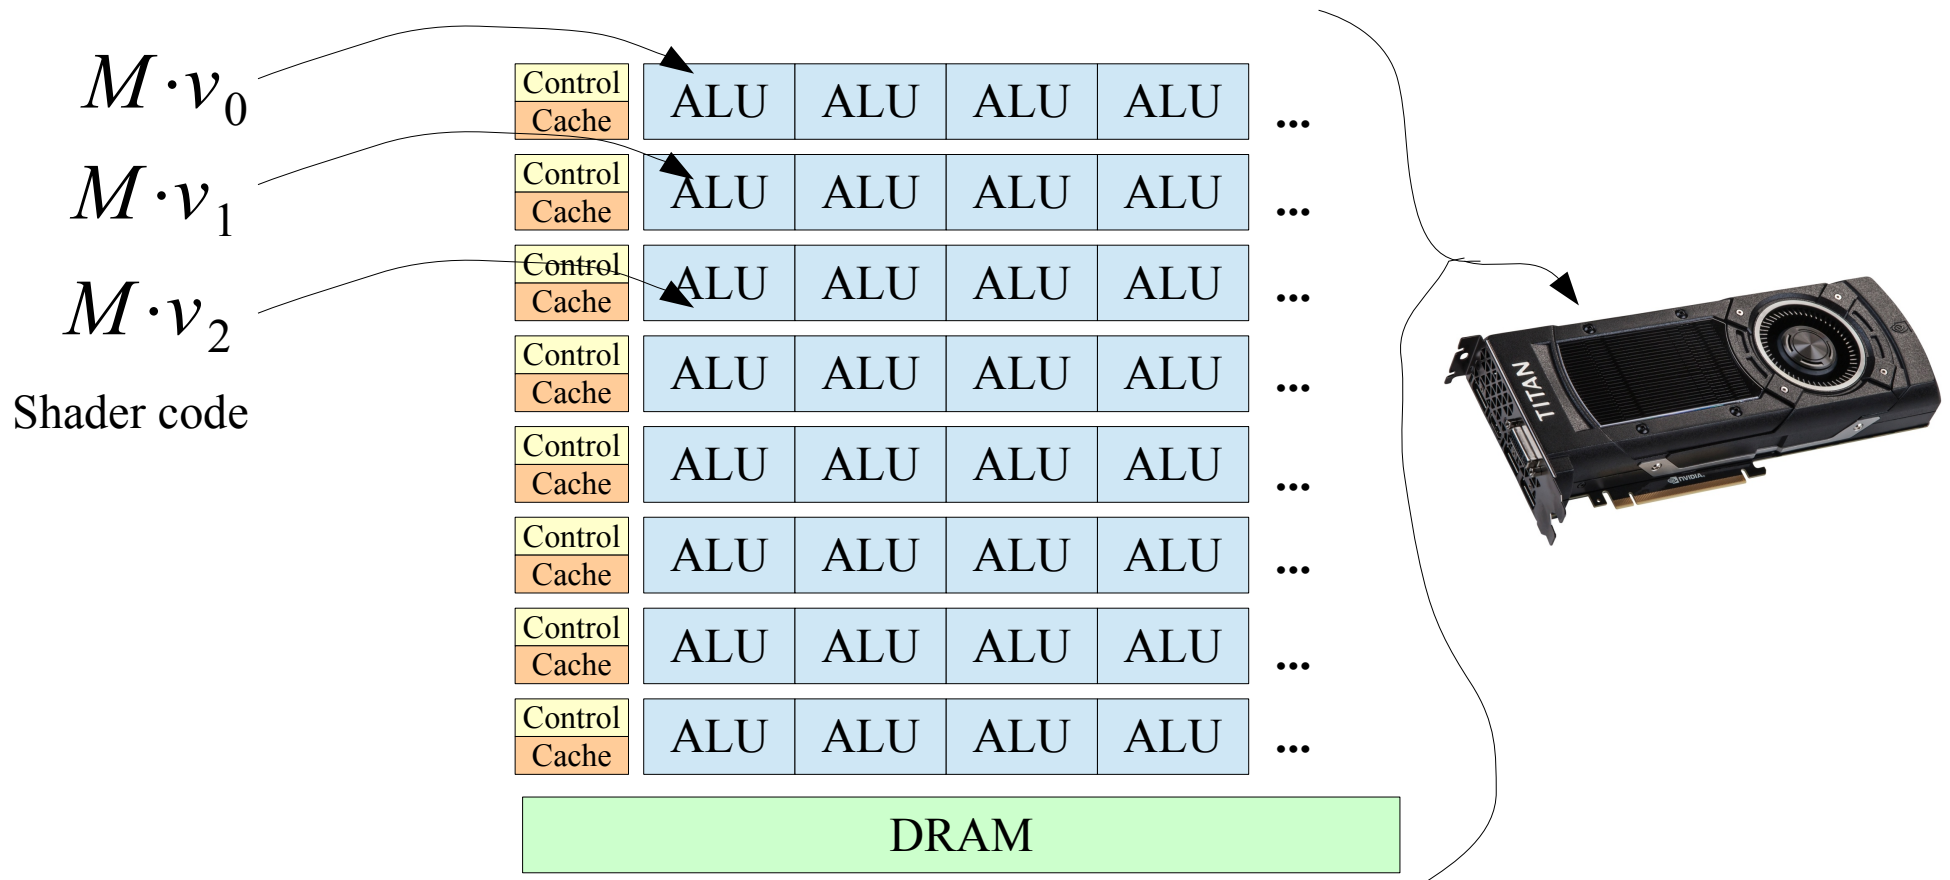 M·v₀
M·v₁
M·v₂
Shader code
Control
Cache
ALU ALU ALU ALU ...
Control
Cache
ALU ALU ALU ALU ...
Control
Cache
ALU ALU ALU ALU ...
Control
Cache
ALU ALU ALU ALU ...
Control
Cache
ALU ALU ALU ALU ...
Control
Cache
ALU ALU ALU ALU ...
Control
Cache
ALU ALU ALU ALU ...
Control
Cache
ALU ALU ALU ALU ...
DRAM
TITAN
NVIDIA.